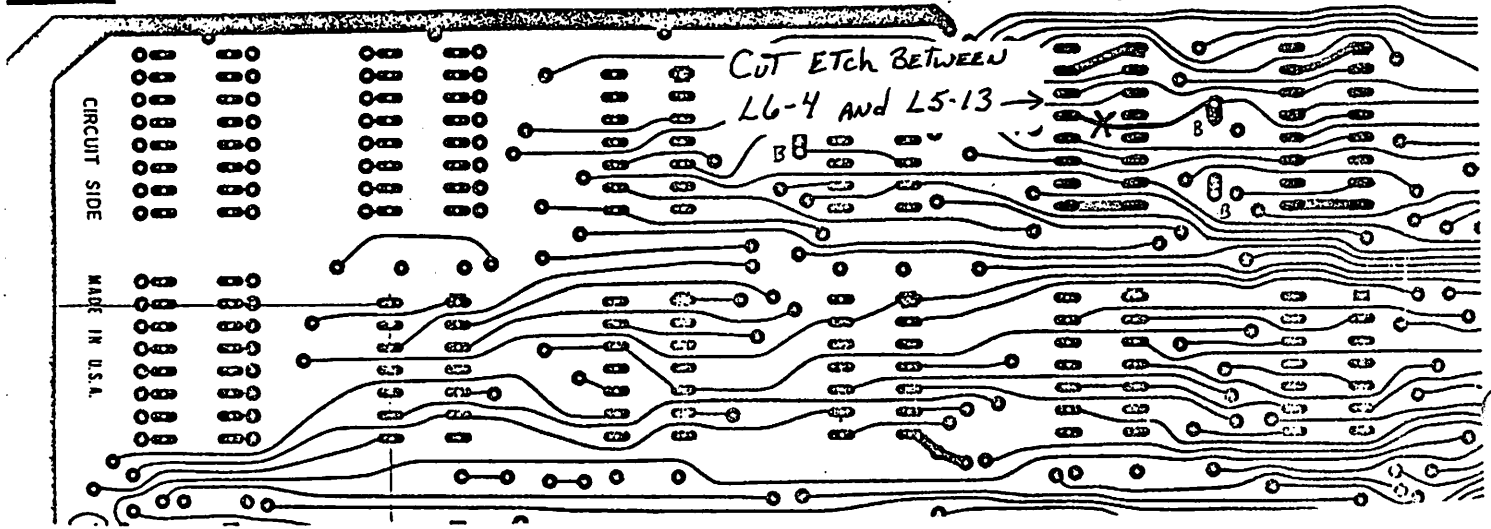 CUT ETCH BETWEEN
L6-4 AND L5-13 →
X
B
B
B
CIRCUIT SIDE
MADE IN U.S.A.